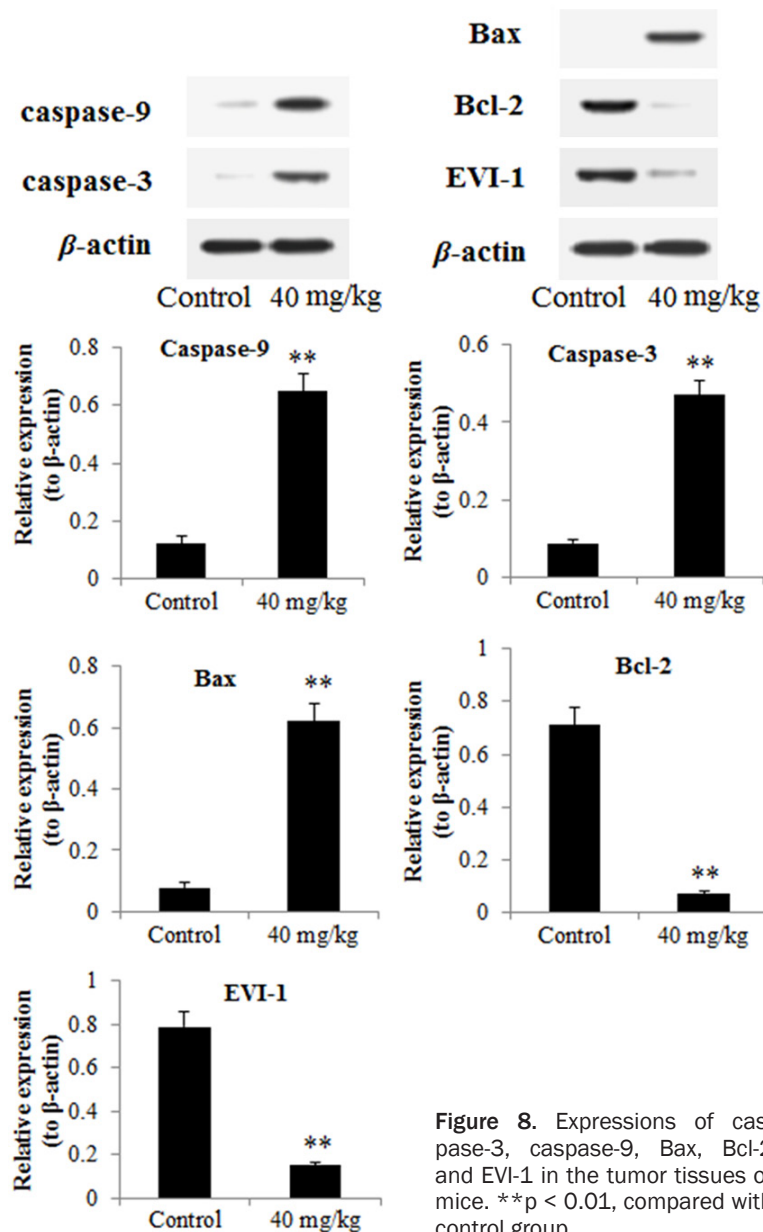 Bax
caspase-9
Bcl-2
caspase-3
EVI-1
β-actin
β-actin
Control 40 mg/kg
Control 40 mg/kg
Caspase-9
**
Relative expression
(to β-actin)
0.8
0.6
0.4
0.2
0
Control 40 mg/kg
Caspase-3
**
Relative expression
(to β-actin)
0.6
0.4
0.2
0
Control 40 mg/kg
Bax
**
Relative expression
(to β-actin)
0.8
0.6
0.4
0.2
0
Control 40 mg/kg
Bcl-2
**
Relative expression
(to β-actin)
1
0.8
0.6
0.4
0.2
0
Control 40 mg/kg
EVI-1
**
Relative expression
(to β-actin)
1
0.8
0.6
0.4
0.2
0
Control 40 mg/kg
Figure 8. Expressions of cas
pase-3, caspase-9, Bax, Bcl-2
and EVI-1 in the tumor tissues o
mice. **p < 0.01, compared with
control group